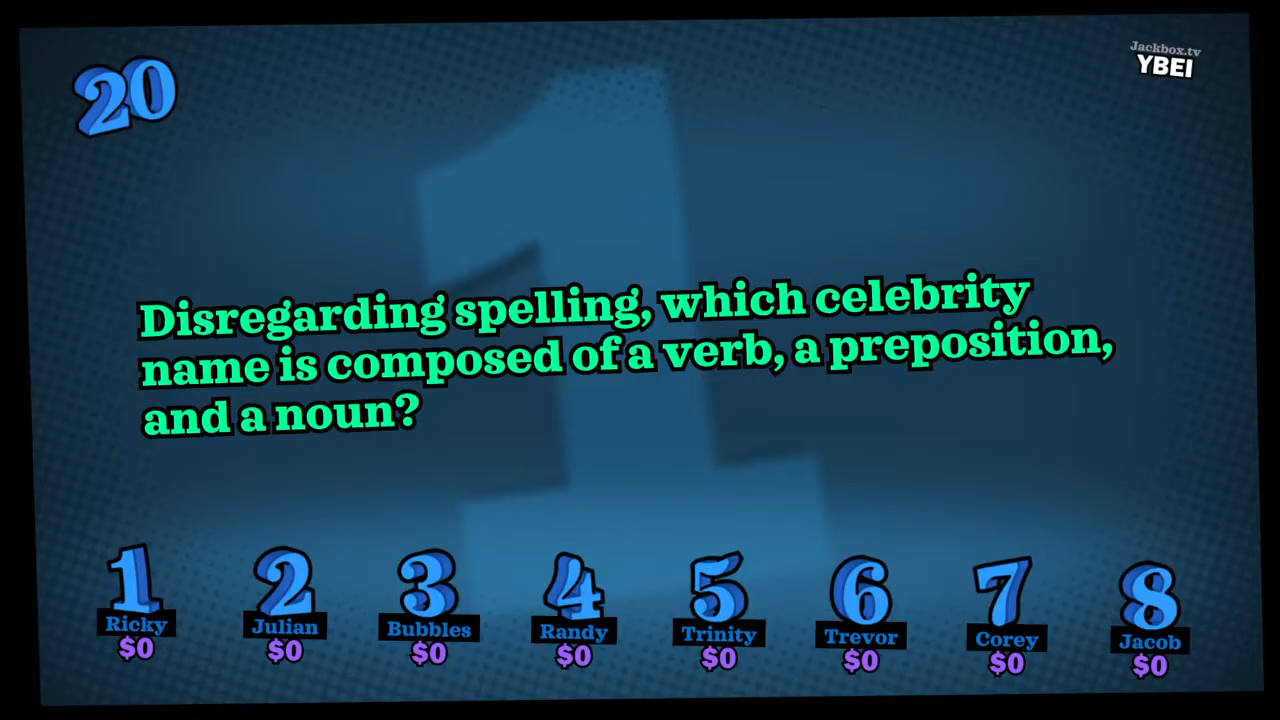 20
Jackbox.tv
YBEI
Disregarding spelling, which celebrity
name is composed of a verb, a preposition,
and a noun?
1
1 2 3 4 5 6 7 8
Ricky Julian Bubbles Randy Trinity Trevor Corey Jacob
$0 $0 $0 $0 $0 $0 $0 $0